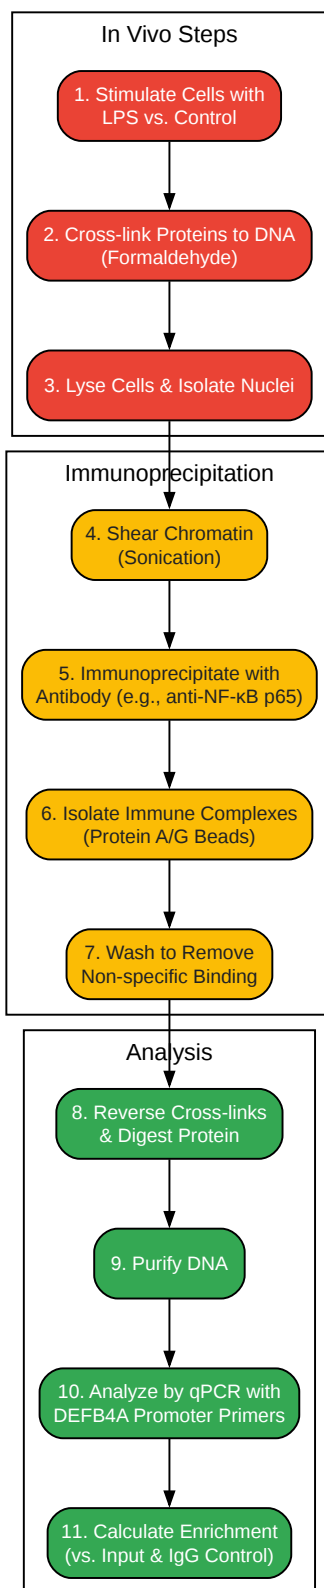 In Vivo Steps
1. Stimulate Cells with
LPS vs. Control
2. Cross-link Proteins to DNA
(Formaldehyde)
3. Lyse Cells & Isolate Nuclei
Immunoprecipitation
4. Shear Chromatin
(Sonication)
5. Immunoprecipitate with
Antibody (e.g., anti-NF-κB p65)
6. Isolate Immune Complexes
(Protein A/G Beads)
7. Wash to Remove
Non-specific Binding
Analysis
8. Reverse Cross-links
& Digest Protein
9. Purify DNA
10. Analyze by qPCR with
DEFB4A Promoter Primers
11. Calculate Enrichment
(vs. Input & IgG Control)